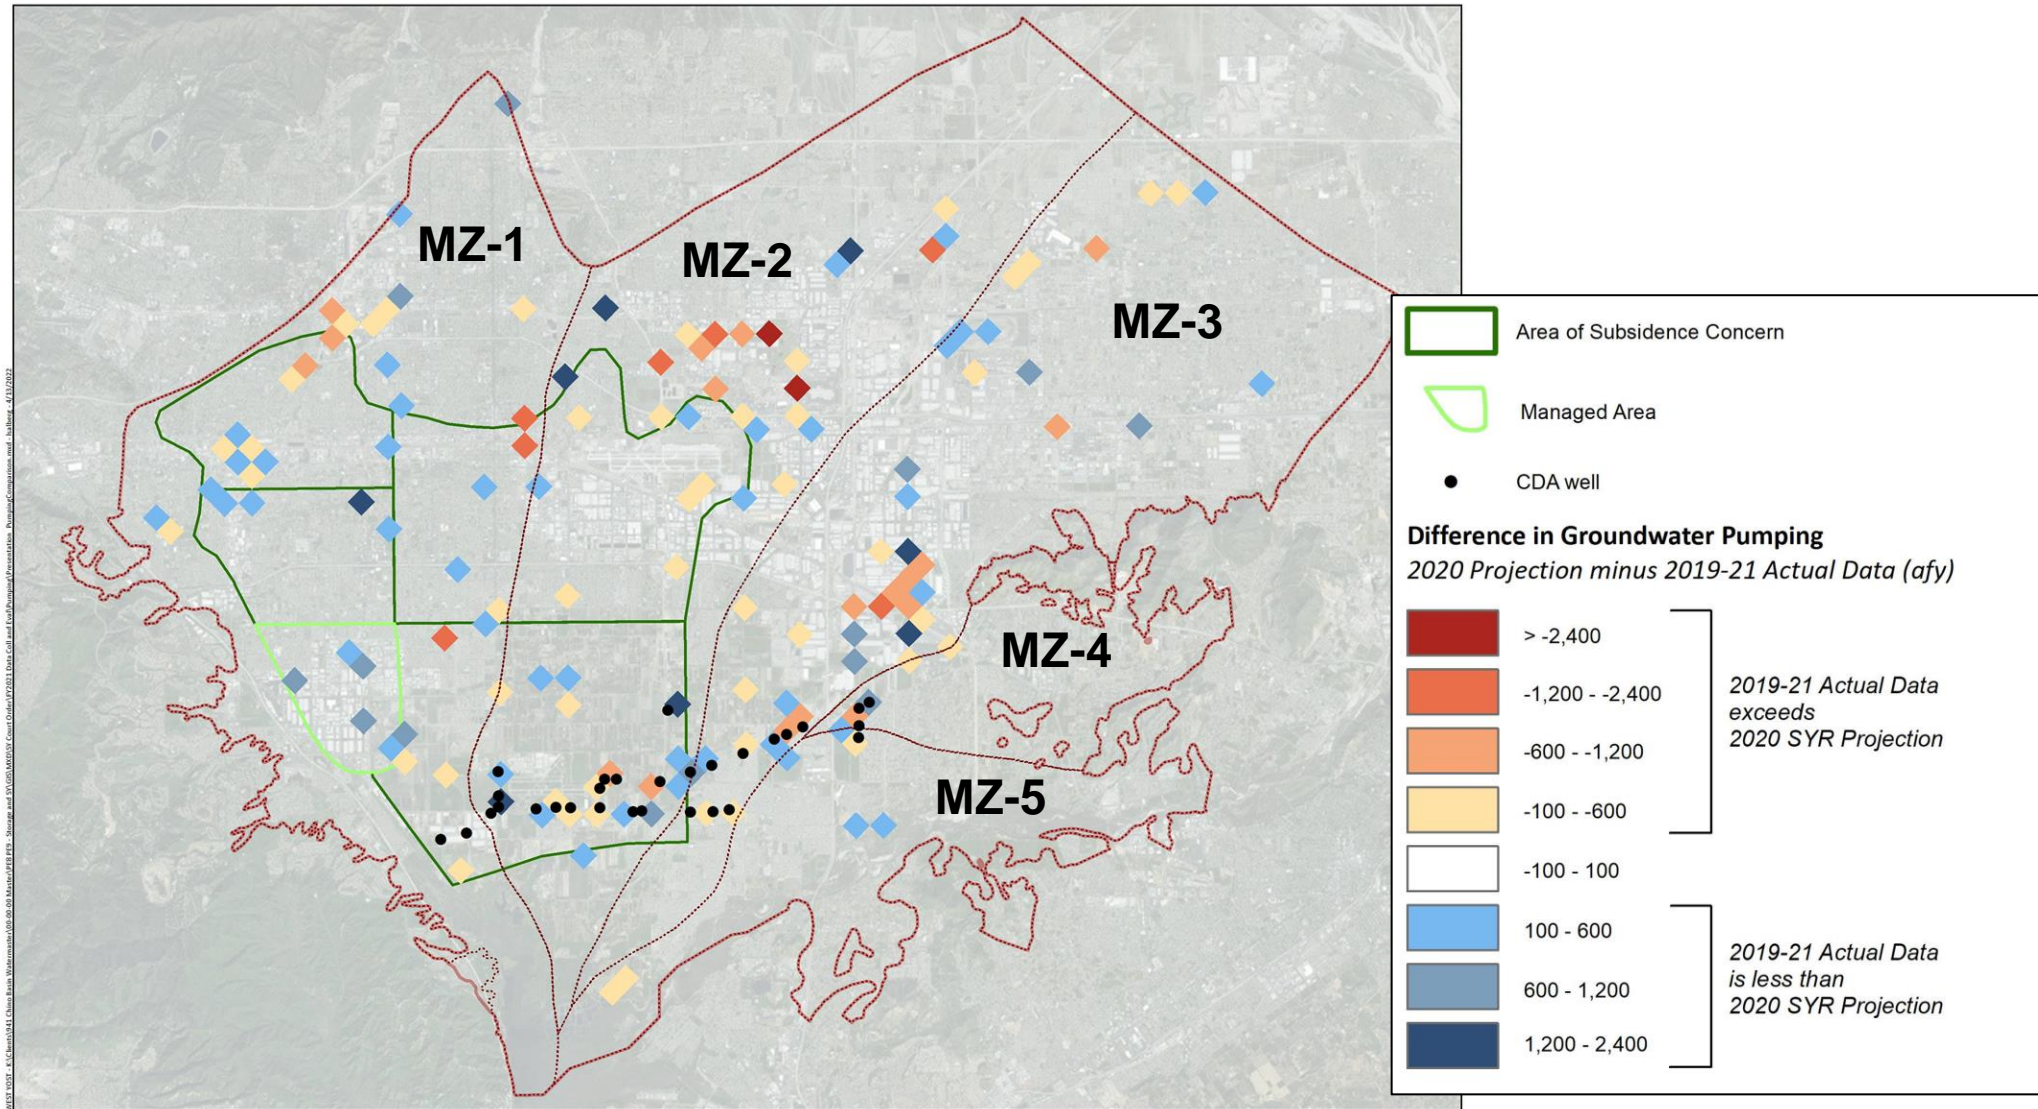 MZ-1
MZ-2
MZ-3
MZ-4
MZ-5
Area of Subsidence Concern
Managed Area
CDA well
Difference in Groundwater Pumping
2020 Projection minus 2019-21 Actual Data (afy)
> -2,400
-1,200 - -2,400
-600 - -1,200
-100 - -600
-100 - 100
100 - 600
600 - 1,200
1,200 - 2,400
2019-21 Actual Data
exceeds
2020 SYR Projection
2019-21 Actual Data
is less than
2020 SYR Projection